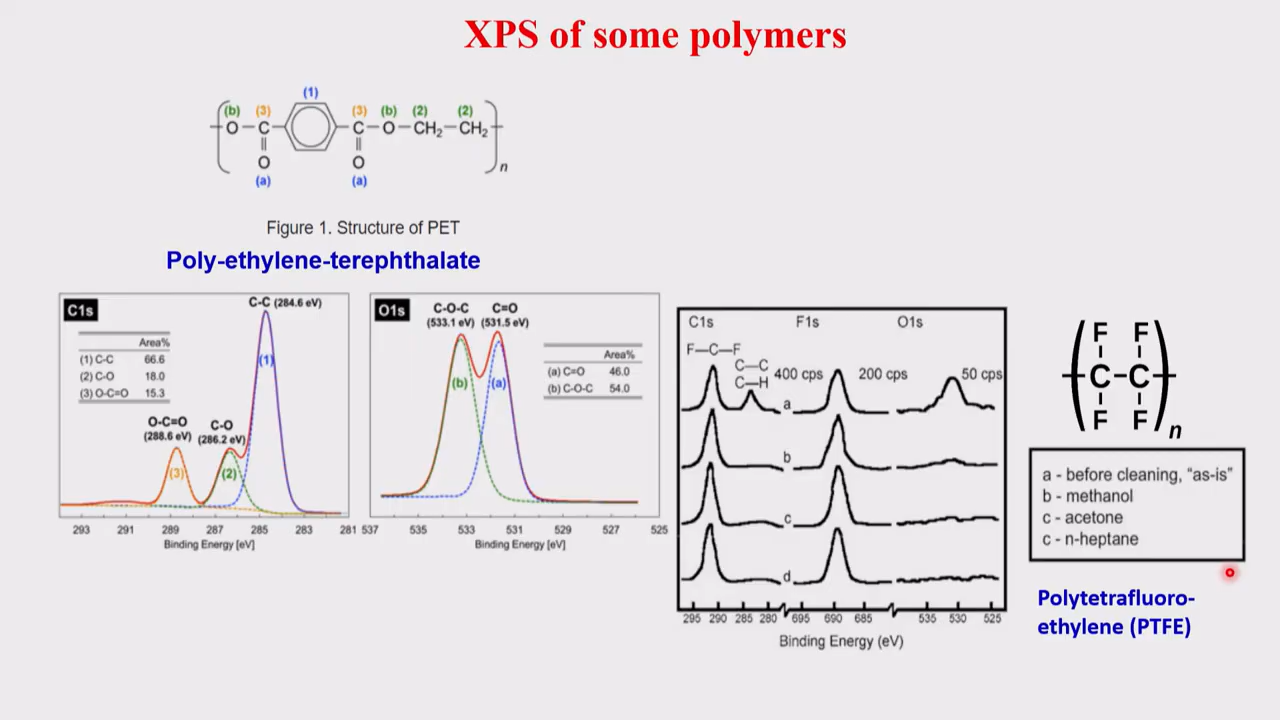 XPS of some polymers
(1)
(b) (3) (3) (b) (2) (2)
O C C O CH2 CH2
O O n
(a) (a)
Figure 1. Structure of PET
Poly-ethylene-terephthalate
C1s
C-C (284.6 eV)
Area%
(1) C-C 66.6
(2) C-O 18.0
(3) O-C=O 15.3
(1)
O-C=O
(288.6 eV)
C-O
(286.2 eV)
(3)
(2)
293 291 289 287 285 283 281
Binding Energy [eV]
O1s
C-O-C
(533.1 eV)
C=O
(531.5 eV)
Area%
(a) C=O 46.0
(b) C-O-C 54.0
(b)
(a)
537 535 533 531 529 527 525
Binding Energy [eV]
C1s F1s O1s
F—C—F
C—C
C—H
400 cps 200 cps 50 cps
a
b
c
d
295 290 285 280 695 690 685 535 530 525
Binding Energy (eV)
F F
C-C
F F
n
a - before cleaning, “as-is”
b - methanol
c - acetone
c - n-heptane
Polytetrafluoro-
ethylene (PTFE)